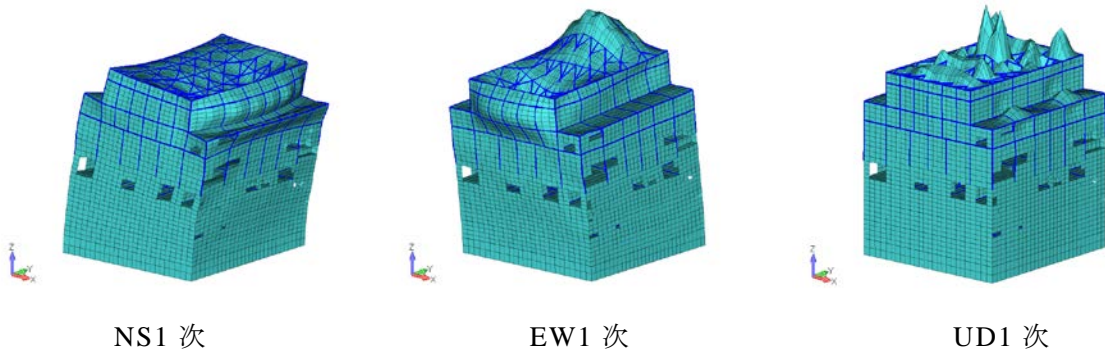 Z Y X
Z Y X
Z Y X
NS1 次
EW1 次
UD1 次